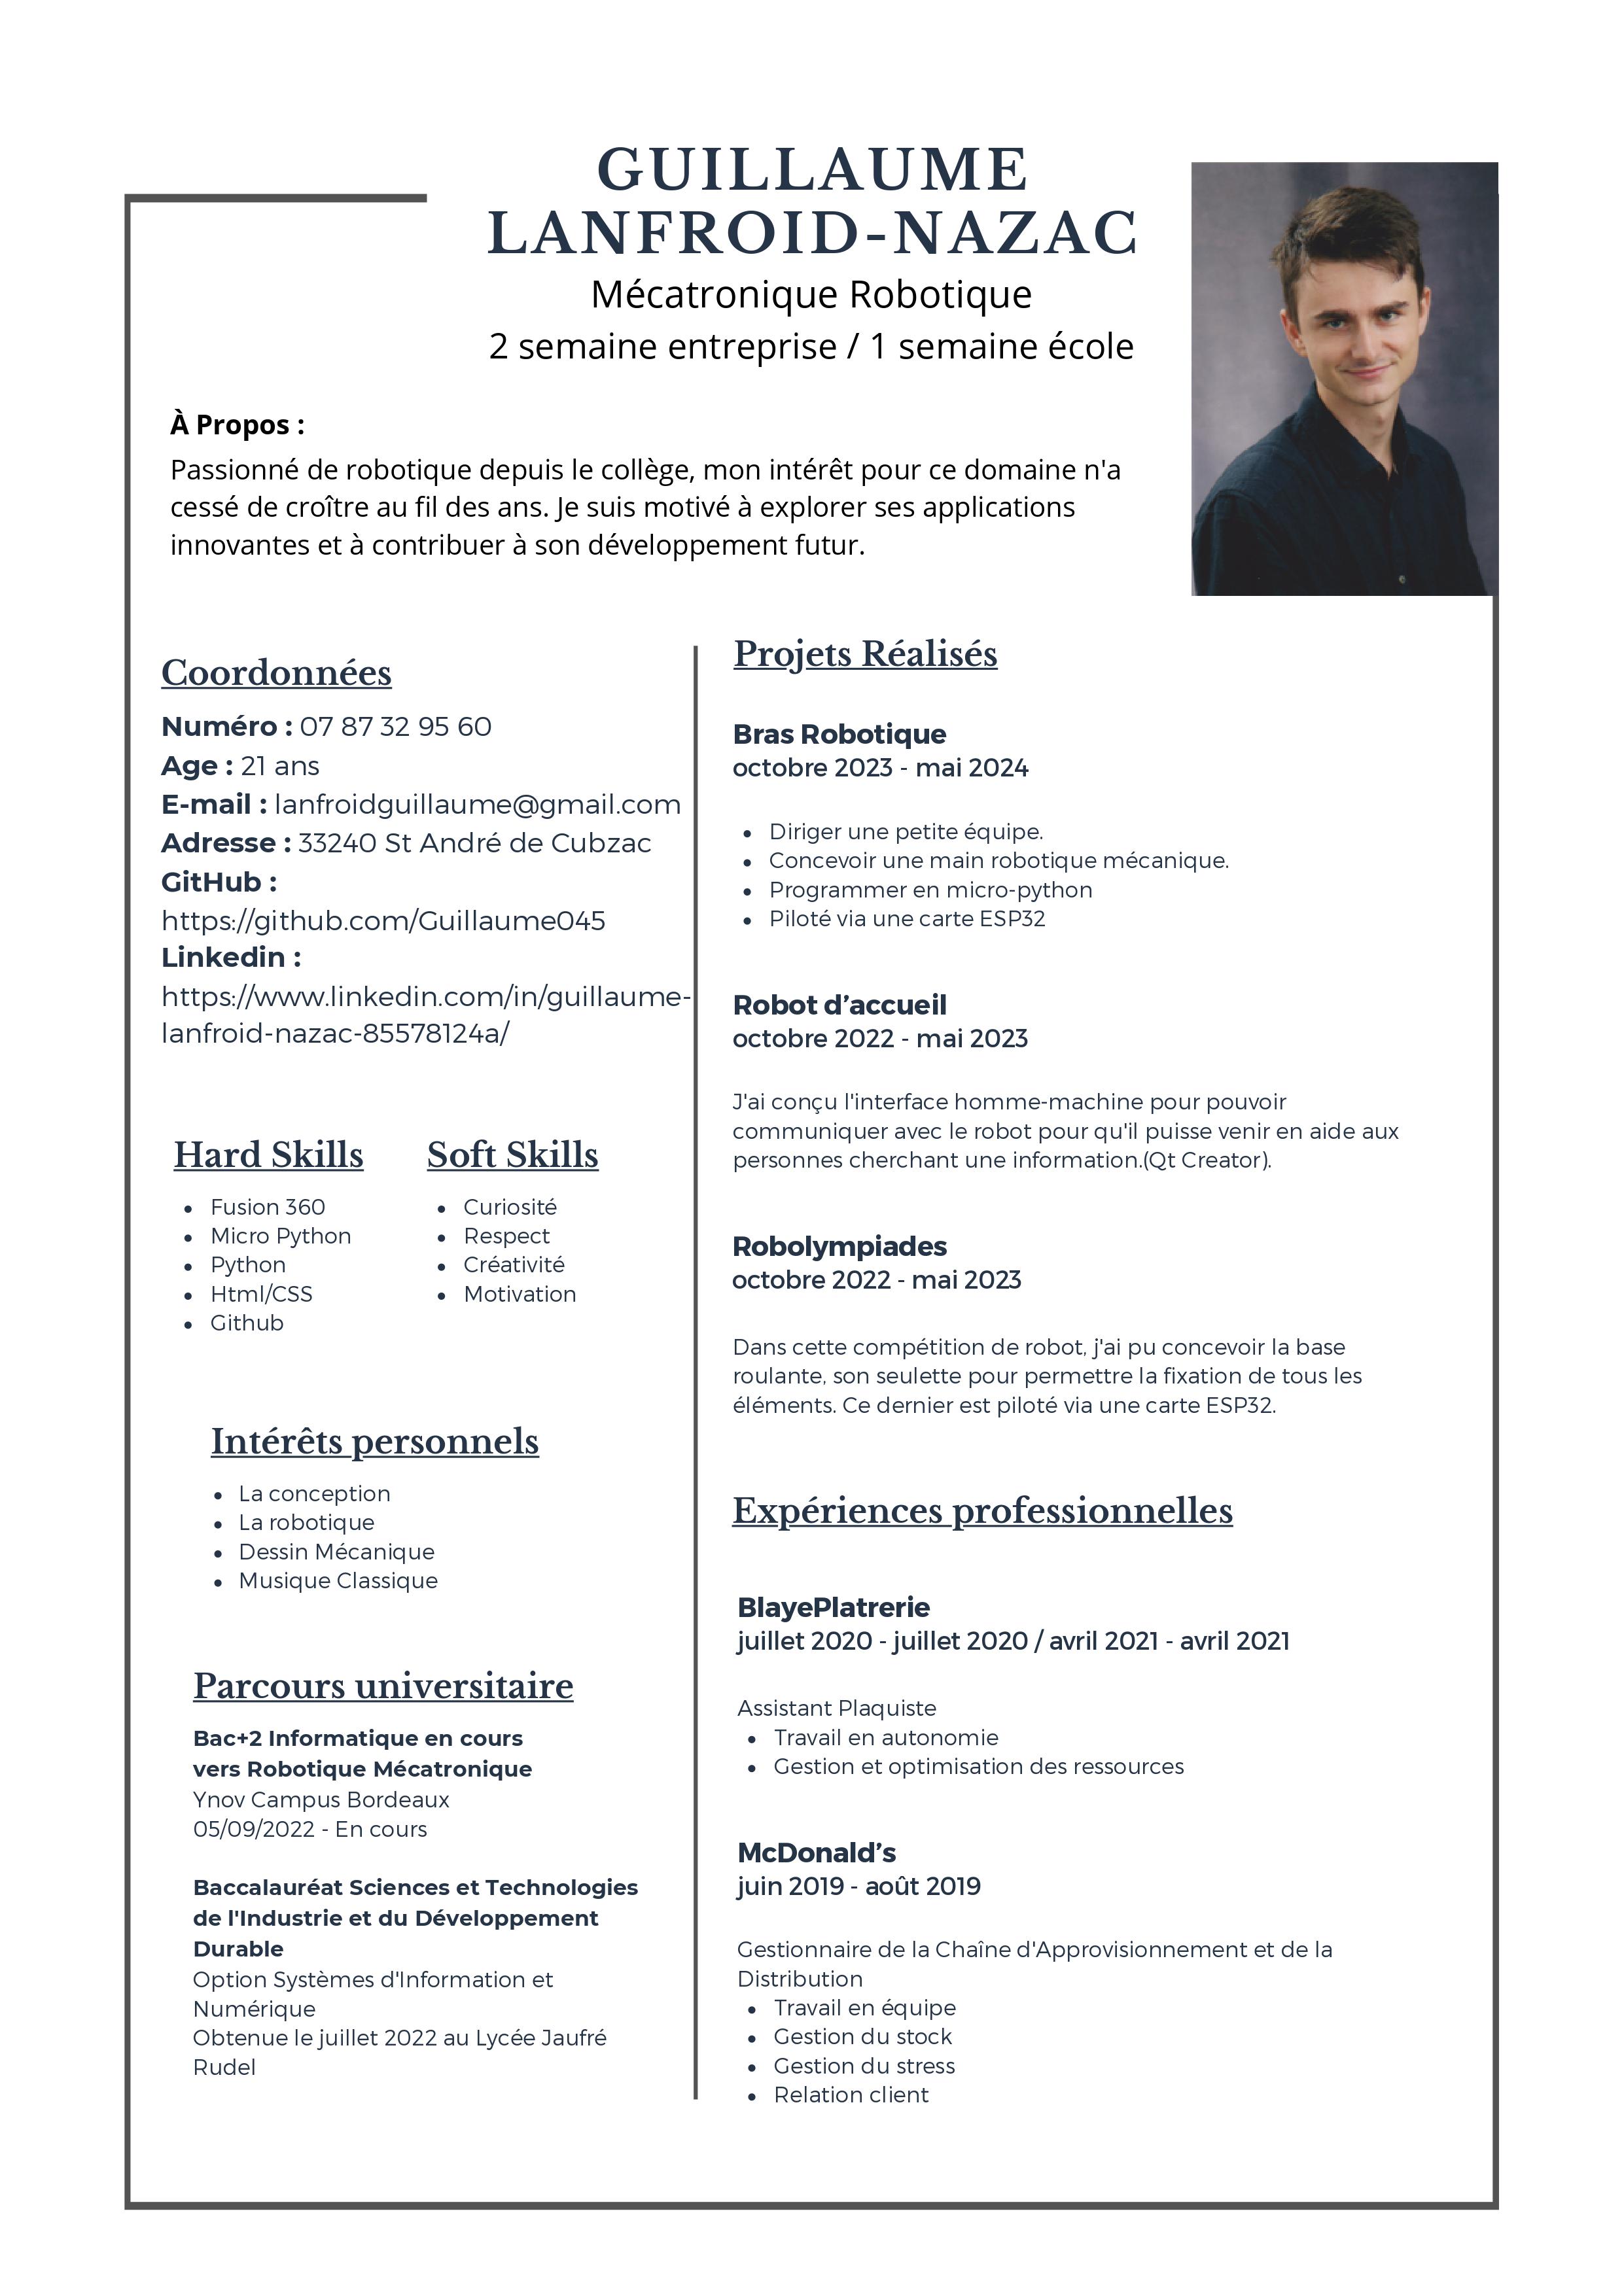 GUILLAUME
LANFROID-NAZAC
Mécatronique Robotique
2 semaine entreprise / 1 semaine école
À Propos :
Passionné de robotique depuis le collège, mon intérêt pour ce domaine n'a
cessé de croître au fil des ans. Je suis motivé à explorer ses applications
innovantes et à contribuer à son développement futur.
Coordonnées
Numéro : 07 87 32 95 60
Age : 21 ans
E-mail : lanfroidguillaume@gmail.com
Adresse : 33240 St André de Cubzac
GitHub :
https://github.com/Guillaume045
Linkedin :
https://www.linkedin.com/in/guillaume-
lanfroid-nazac-85578124a/
Hard Skills
• Fusion 360
• Micro Python
• Python
• Html/CSS
• Github
Soft Skills
• Curiosité
• Respect
• Créativité
• Motivation
Intérêts personnels
• La conception
• La robotique
• Dessin Mécanique
• Musique Classique
Parcours universitaire
Bac+2 Informatique en cours
vers Robotique Mécatronique
Ynov Campus Bordeaux
05/09/2022 - En cours
Baccalauréat Sciences et Technologies
de l'Industrie et du Développement
Durable
Option Systèmes d'Information et
Numérique
Obtenue le juillet 2022 au Lycée Jaufré
Rudel
Projets Réalisés
Bras Robotique
octobre 2023 - mai 2024
• Diriger une petite équipe.
• Concevoir une main robotique mécanique.
• Programmer en micro-python
• Piloté via une carte ESP32
Robot d’accueil
octobre 2022 - mai 2023
J'ai conçu l'interface homme-machine pour pouvoir
communiquer avec le robot pour qu'il puisse venir en aide aux
personnes cherchant une information.(Qt Creator).
Robolympiades
octobre 2022 - mai 2023
Dans cette compétition de robot, j'ai pu concevoir la base
roulante, son seulette pour permettre la fixation de tous les
éléments. Ce dernier est piloté via une carte ESP32.
Expériences professionnelles
BlayePlatrerie
juillet 2020 - juillet 2020 / avril 2021 - avril 2021
Assistant Plaquiste
• Travail en autonomie
• Gestion et optimisation des ressources
McDonald’s
juin 2019 - août 2019
Gestionnaire de la Chaîne d'Approvisionnement et de la
Distribution
• Travail en équipe
• Gestion du stock
• Gestion du stress
• Relation client